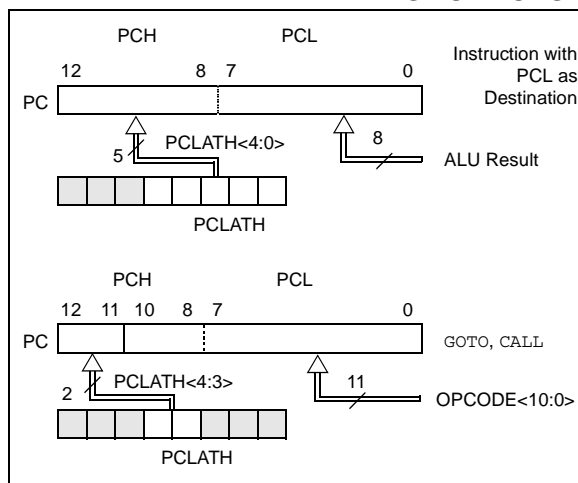 PCH PCL
12 8 7 0
Instruction with
PCL as
Destination
PC
5 PCLATH<4:0> 8
ALU Result
PCLATH
PCH PCL
12 11 10 8 7 0
PC
GOTO, CALL
2 PCLATH<4:3> 11
OPCODE<10:0>
PCLATH